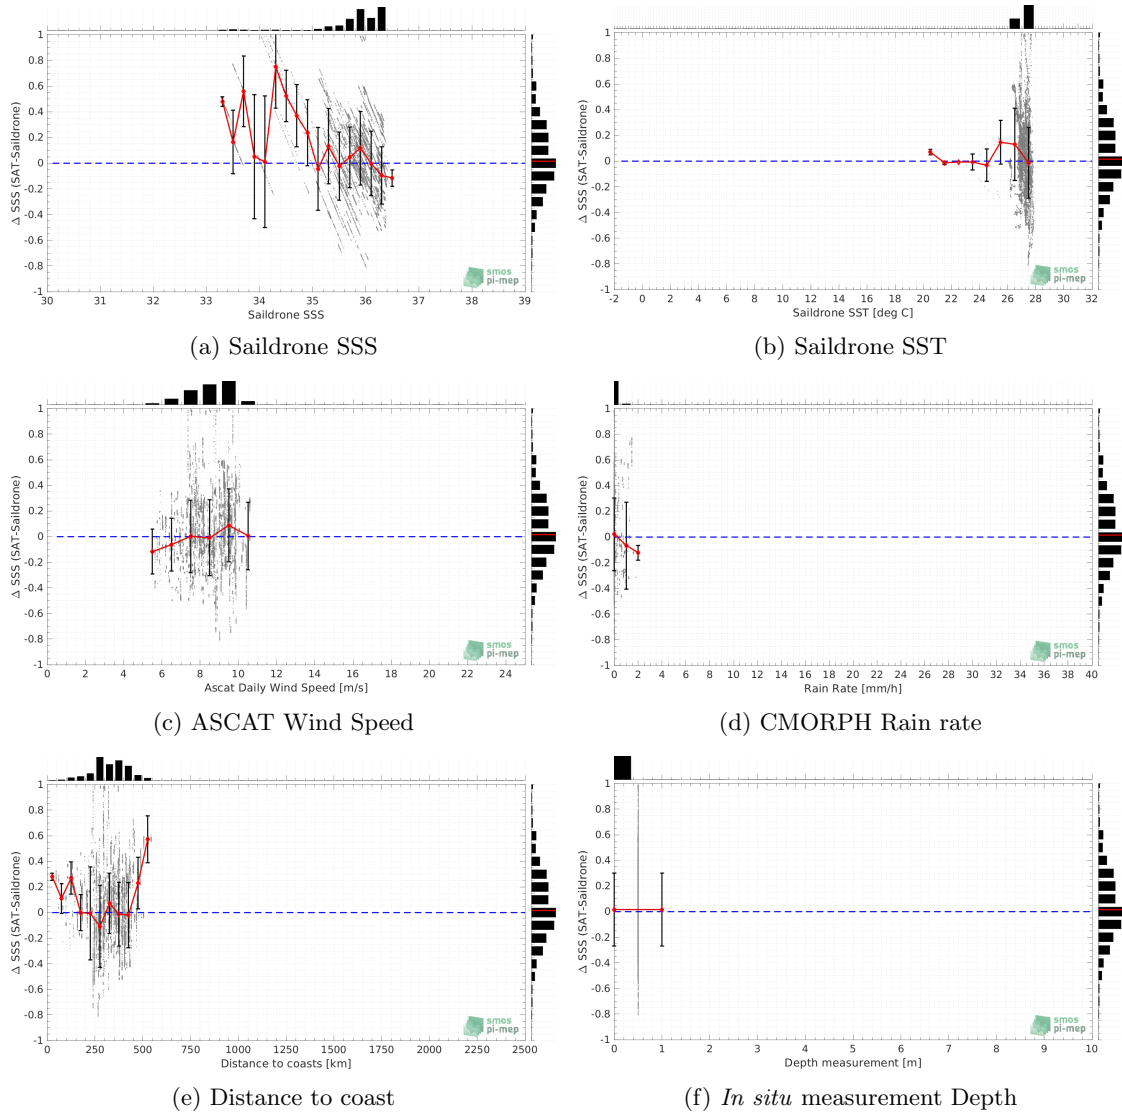 1
0.8
0.6
0.4
0.2
0
-0.2
-0.4
-0.6
-0.8
-1
Δ SSS (SAT-Saildrone)
30 31 32 33 34 35 36 37 38 39
Saildrone SSS
smos
pi-mep
(a) Saildrone SSS
1
0.8
0.6
0.4
0.2
0
-0.2
-0.4
-0.6
-0.8
-1
Δ SSS (SAT-Saildrone)
-2 0 2 4 6 8 10 12 14 16 18 20 22 24 26 28 30 32
Saildrone SST [deg C]
smos
pi-mep
(b) Saildrone SST
1
0.8
0.6
0.4
0.2
0
-0.2
-0.4
-0.6
-0.8
-1
Δ SSS (SAT-Saildrone)
0 2 4 6 8 10 12 14 16 18 20 22 24
Ascat Daily Wind Speed [m/s]
smos
pi-mep
(c) ASCAT Wind Speed
1
0.8
0.6
0.4
0.2
0
-0.2
-0.4
-0.6
-0.8
-1
Δ SSS (SAT-Saildrone)
0 2 4 6 8 10 12 14 16 18 20 22 24 26 28 30 32 34 36 38 40
Rain Rate [mm/h]
smos
pi-mep
(d) CMORPH Rain rate
1
0.8
0.6
0.4
0.2
0
-0.2
-0.4
-0.6
-0.8
-1
Δ SSS (SAT-Saildrone)
0 250 500 750 1000 1250 1500 1750 2000 2250 2500
Distance to coasts [km]
smos
pi-mep
(e) Distance to coast
1
0.8
0.6
0.4
0.2
0
-0.2
-0.4
-0.6
-0.8
-1
Δ SSS (SAT-Saildrone)
0 1 2 3 4 5 6 7 8 9 10
Depth measurement [m]
smos
pi-mep
(f) In situ measurement Depth